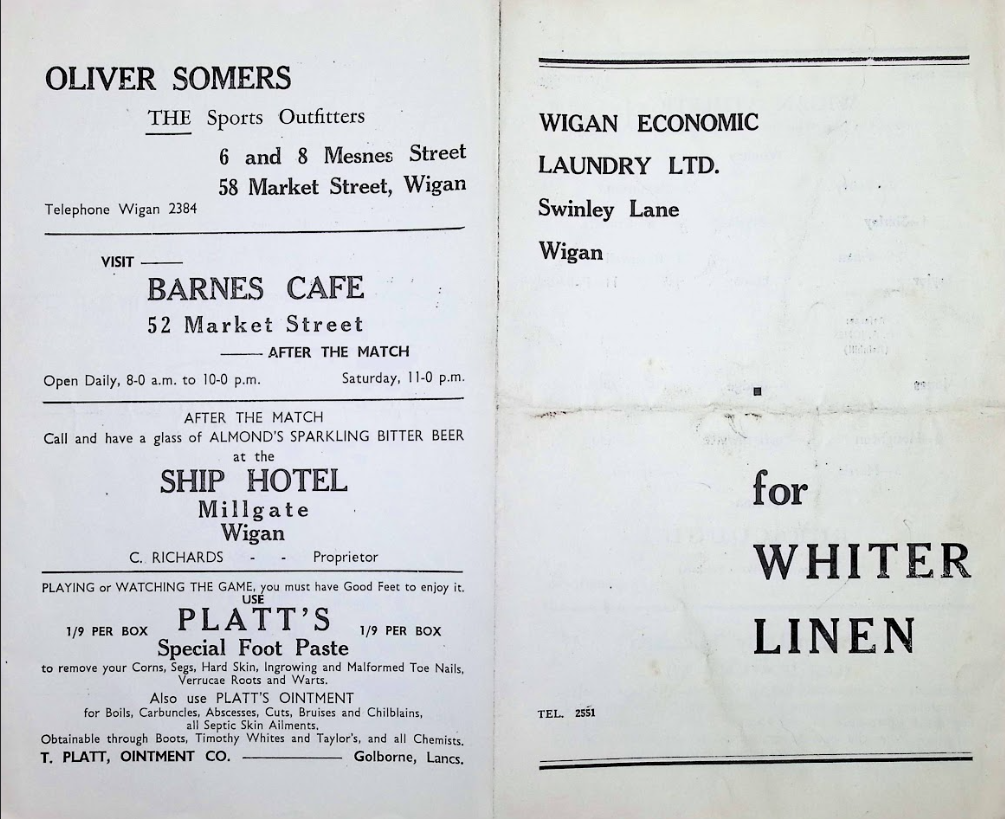 OLIVER SOMERS
THE Sports Outfitters
6 and 8 Mesnes Street
58 Market Street, Wigan
Telephone Wigan 2384
VISIT ——
BARNES CAFE
52 Market Street
—— AFTER THE MATCH
Open Daily, 8-0 a.m. to 10-0 p.m. Saturday, 11-0 p.m.
AFTER THE MATCH
Call and have a glass of ALMOND'S SPARKLING BITTER BEER
at the
SHIP HOTEL
Millgate
Wigan
C. RICHARDS - - Proprietor
PLAYING or WATCHING THE GAME, you must have Good Feet to enjoy it.
USE
1/9 PER BOX PLATT'S 1/9 PER BOX
Special Foot Paste
to remove your Corns, Segs, Hard Skin, Ingrowing and Malformed Toe Nails,
Verrucae Roots and Warts.
Also use PLATT'S OINTMENT
for Boils, Carbuncles, Abscesses, Cuts, Bruises and Chilblains,
all Septic Skin Ailments.
Obtainable through Boots, Timothy Whites and Taylor's, and all Chemists.
T. PLATT, OINTMENT CO. —— Golborne, Lancs.
WIGAN ECONOMIC
LAUNDRY LTD.
Swinley Lane
Wigan
for
WHITER
LINEN
TEL. 2551